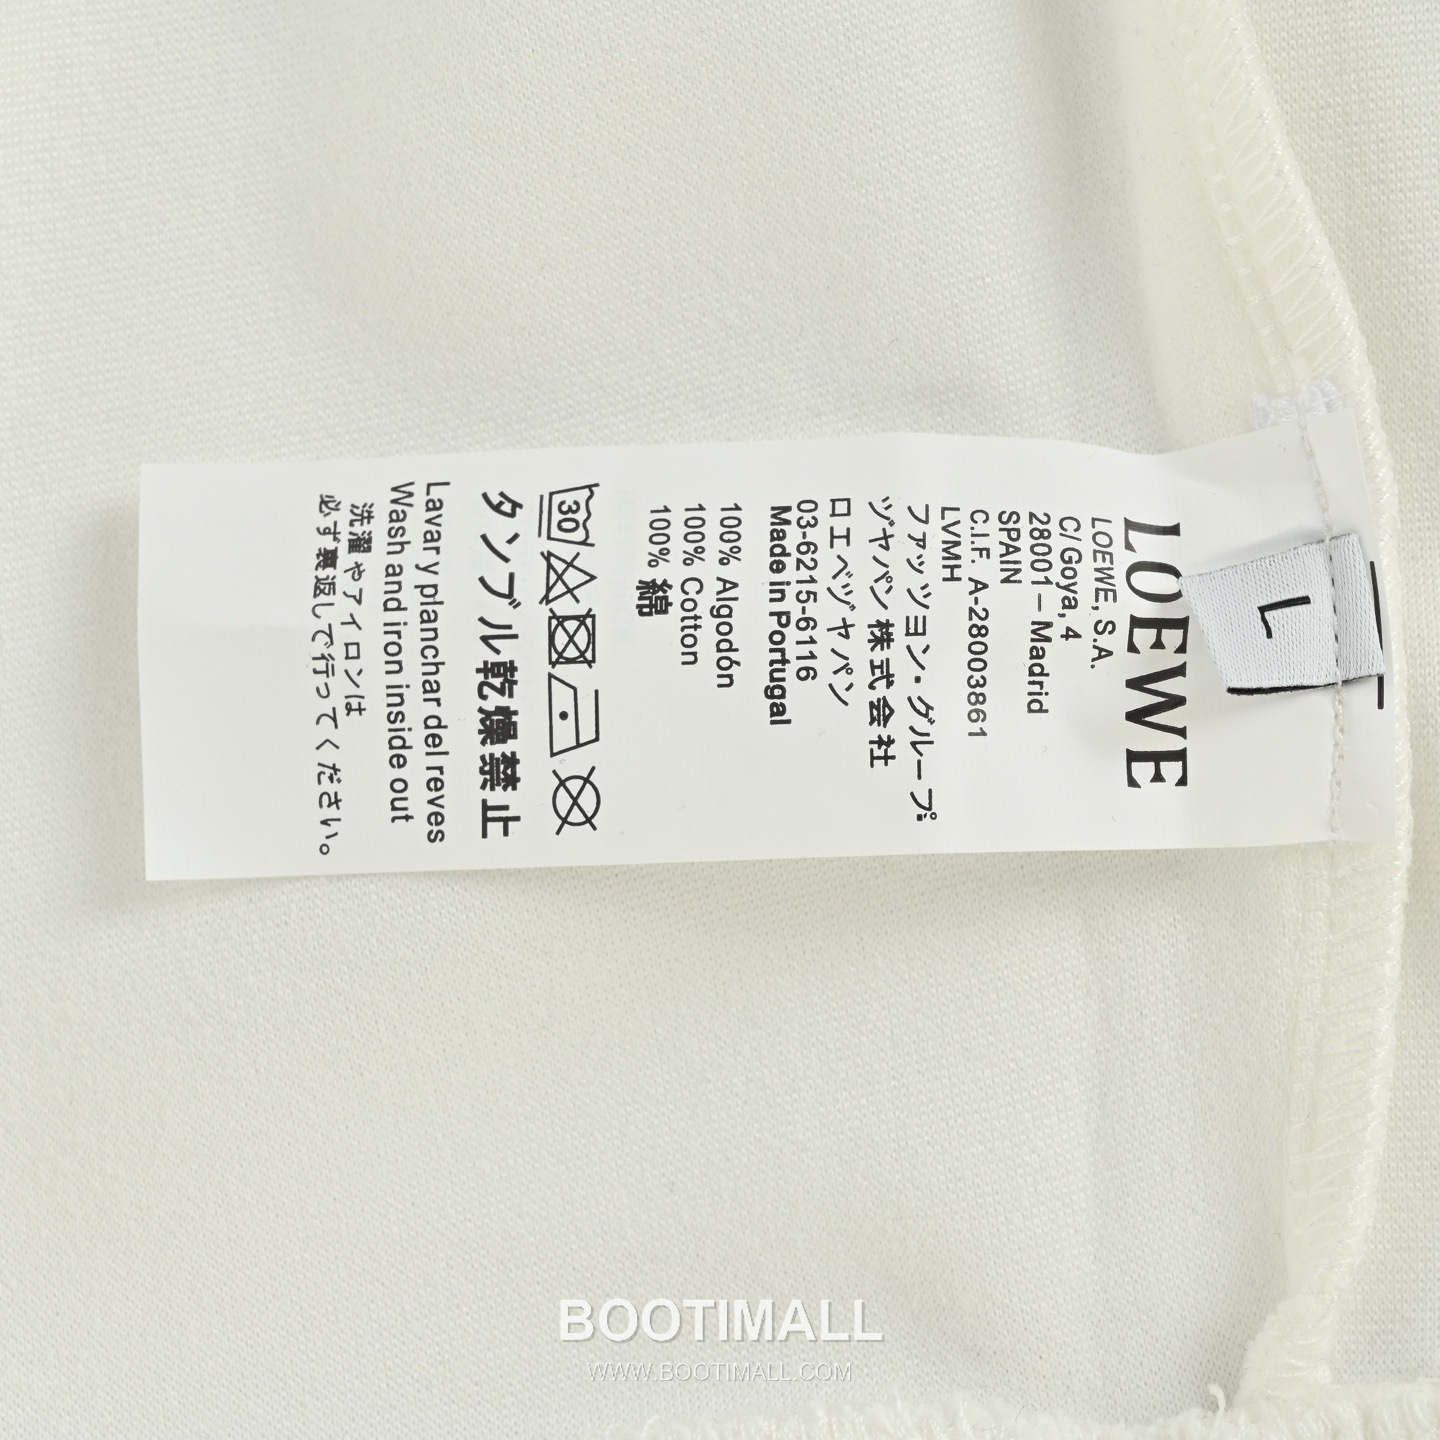 LOEWE
L
LOEWE, S.A.
C/ Goya, 4
28001 – Madrid
SPAIN
C.I.F. A-28003861
LVMH
ファッツヨン・グループ
ヅャパン株式会社
ロエベヅャパン
03-6215-6116
Made in Portugal
100% Algodón
100% Cotton
100% 綿
30
タンブル乾燥禁止
Lavar y planchar del reves
Wash and iron inside out
洗濯やアイロンは
必ず裏返しで行ってください。
BOOTIMALL
WWW.BOOTIMALL.COM